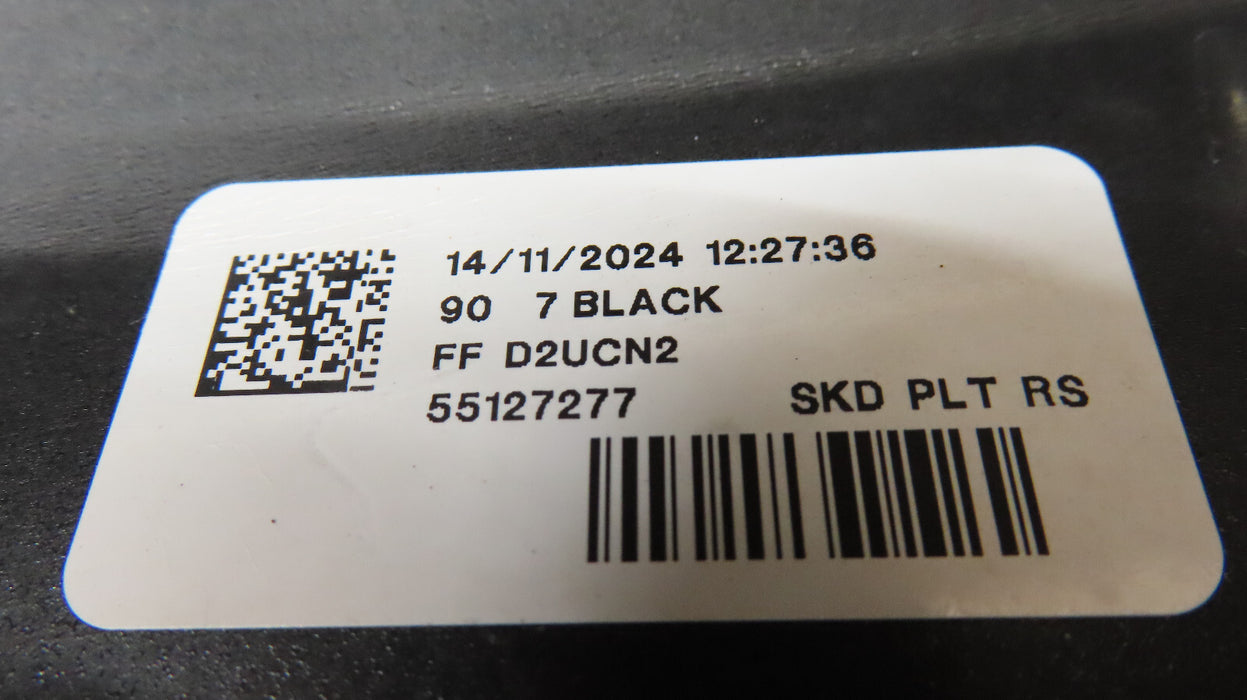 14/11/2024 12:27:36
90 7 BLACK
FF D2UCN2
55127277 SKD PLT RS